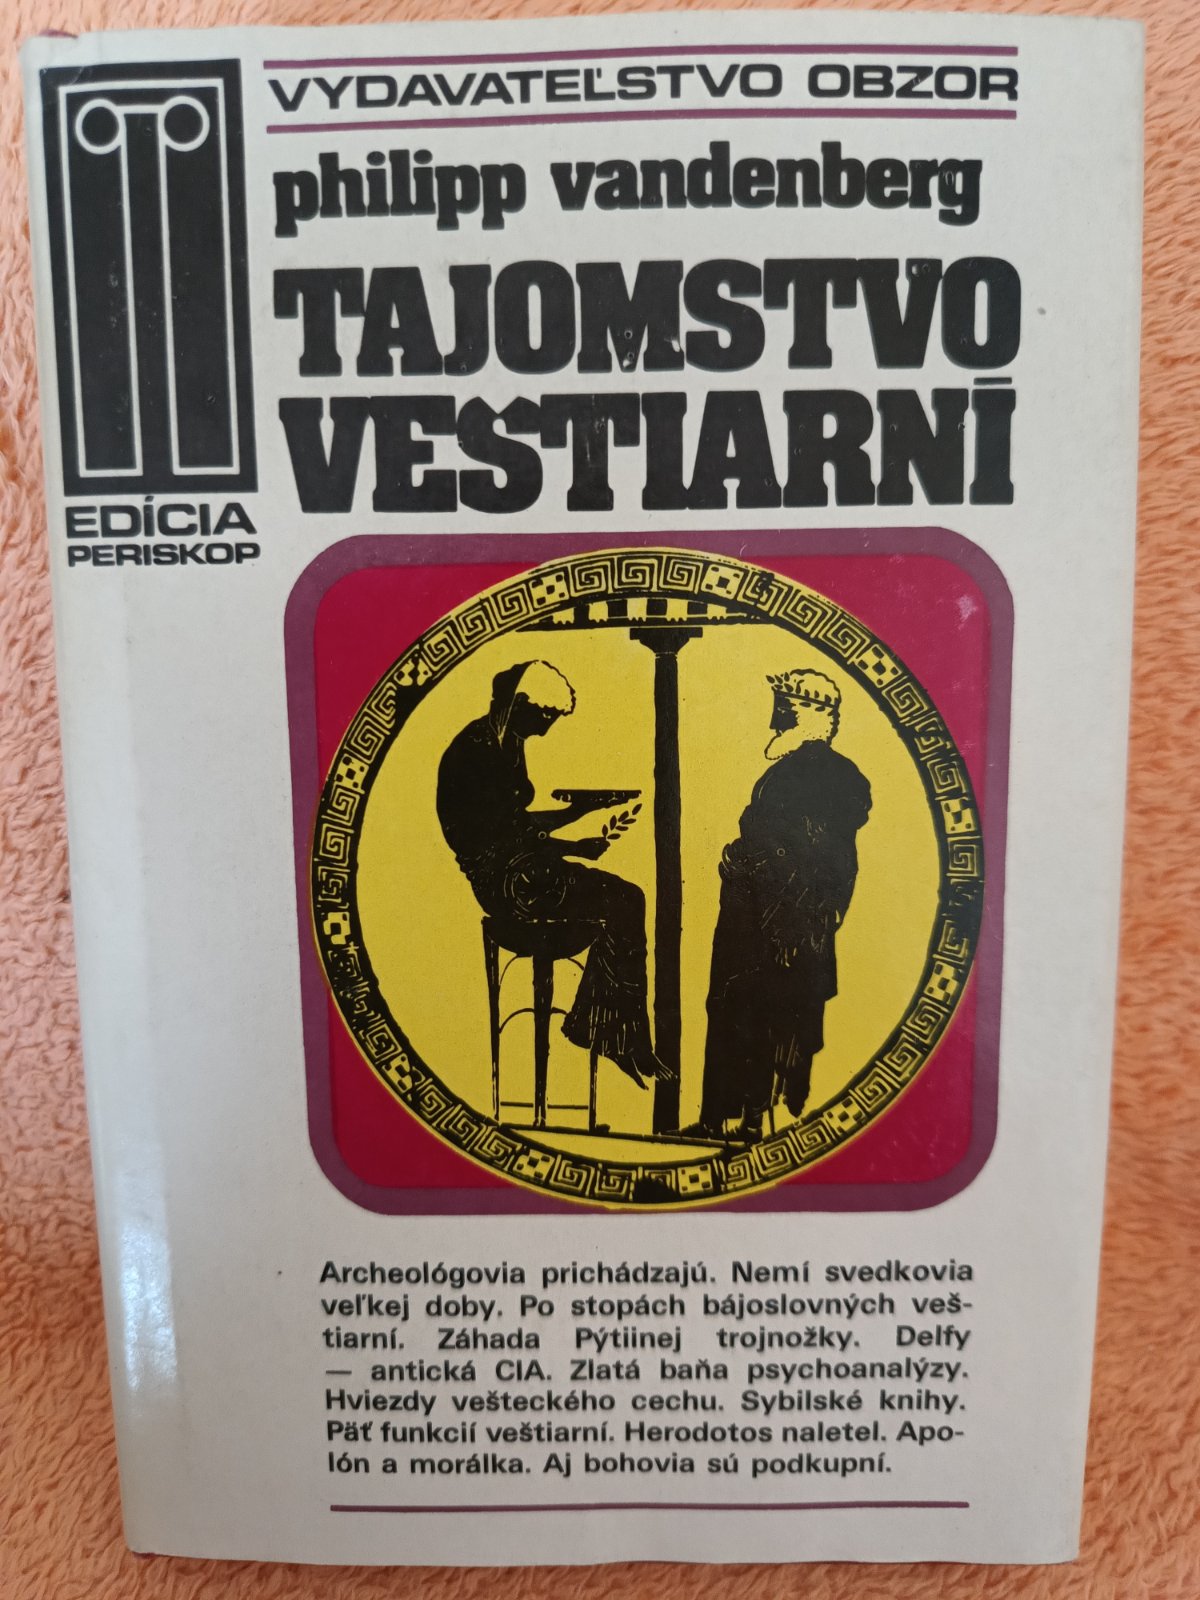 VYDAVATEĽSTVO OBZOR
philipp vandenberg
TAJOMSTVO
VEŠTIARNÍ
EDÍCIA
PERISKOP
Archeológovia prichádzajú. Nemí svedkovia
veľkej doby. Po stopách bájoslovných veš-
tiarní. Záhada Pýtiinej trojnožky. Delfy
— antická CIA. Zlatá baňa psychoanalýzy.
Hviezdy vešteckého cechu. Sybilské knihy.
Päť funkcií veštiarní. Herodotos naletel. Apo-
lón a morálka. Aj bohovia sú podkupní.